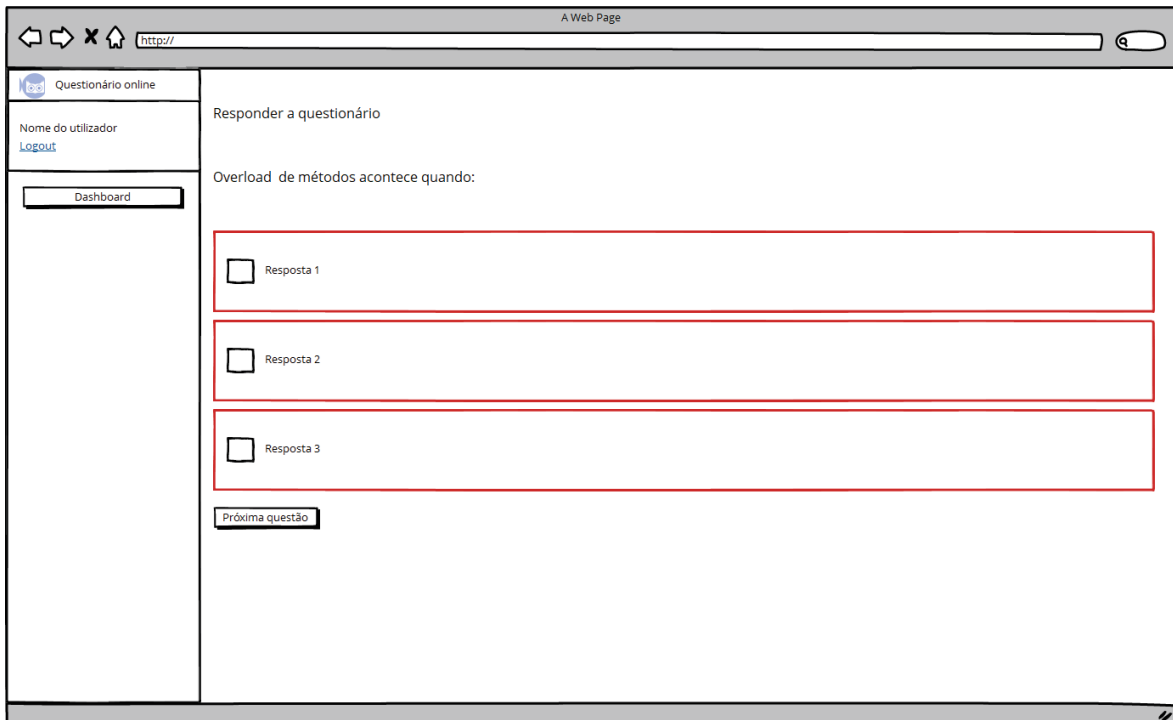 A Web Page
http://
Questionário online
Nome do utilizador
Logout
Dashboard
Responder a questionário
Overload de métodos acontece quando:
Resposta 1
Resposta 2
Resposta 3
Próxima questão